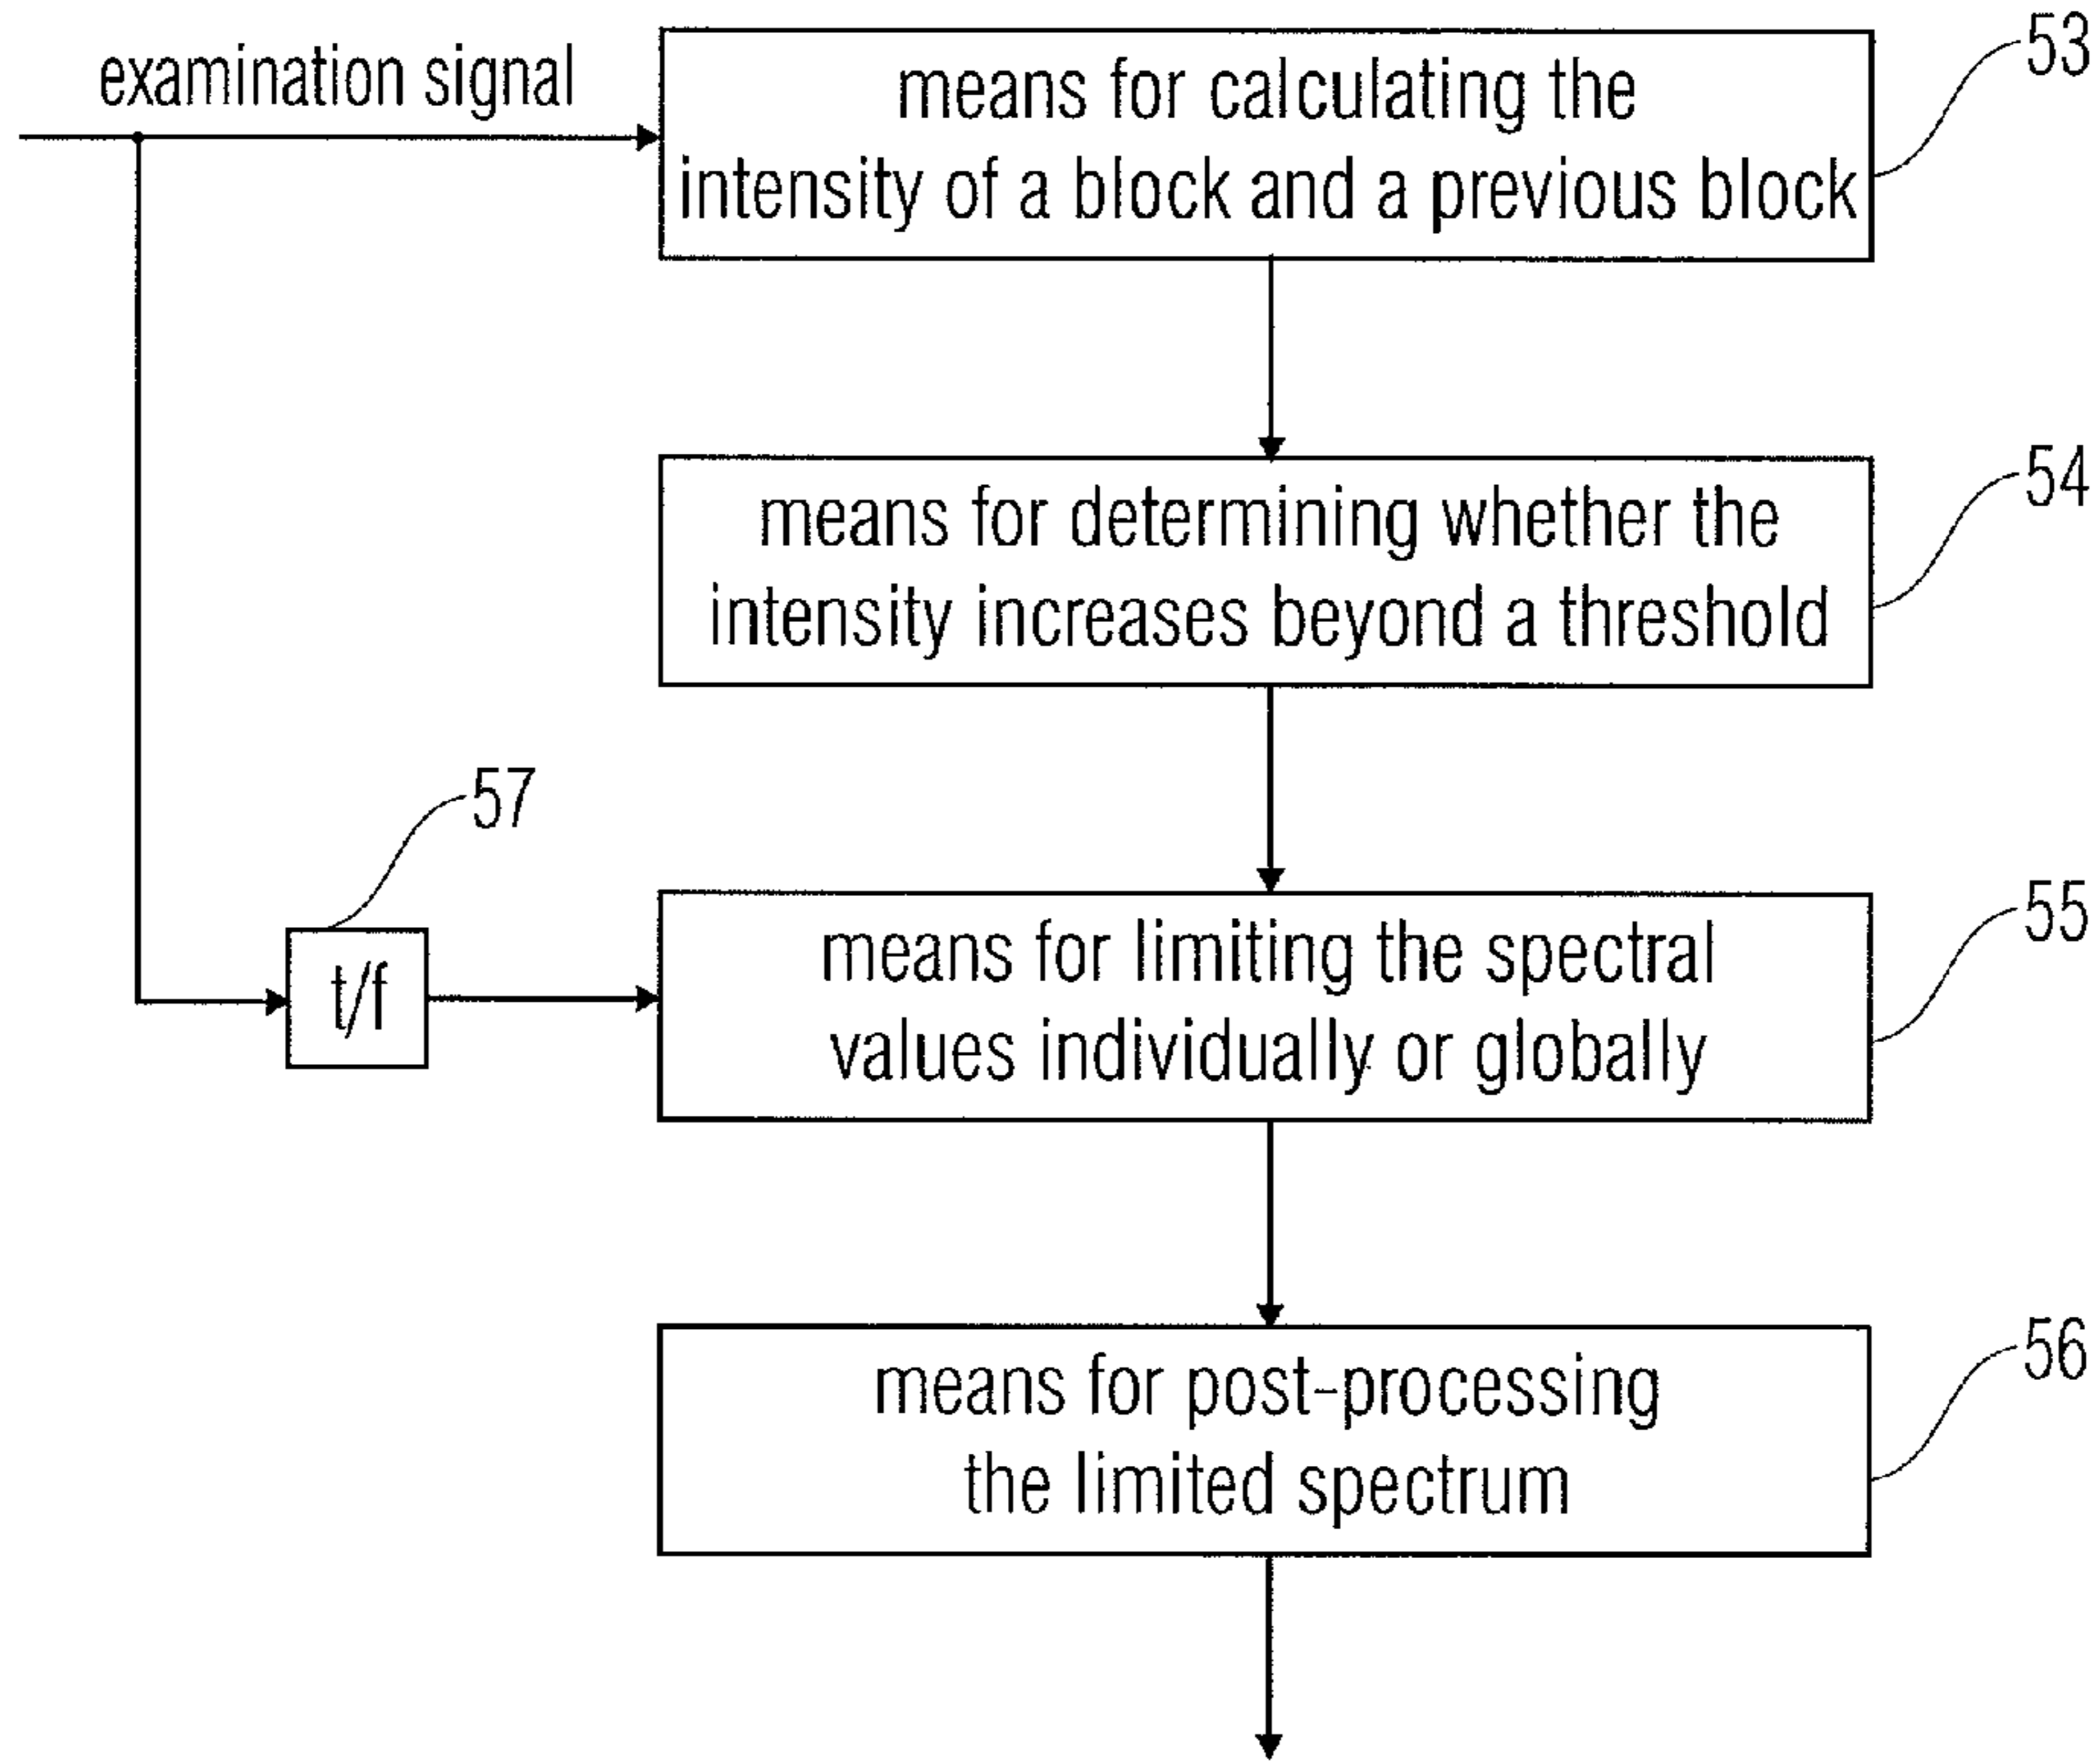 examination signal
means for calculating the
intensity of a block and a previous block
53
means for determining whether the
intensity increases beyond a threshold
54
57
t/f
means for limiting the spectral
values individually or globally
55
means for post-processing
the limited spectrum
56